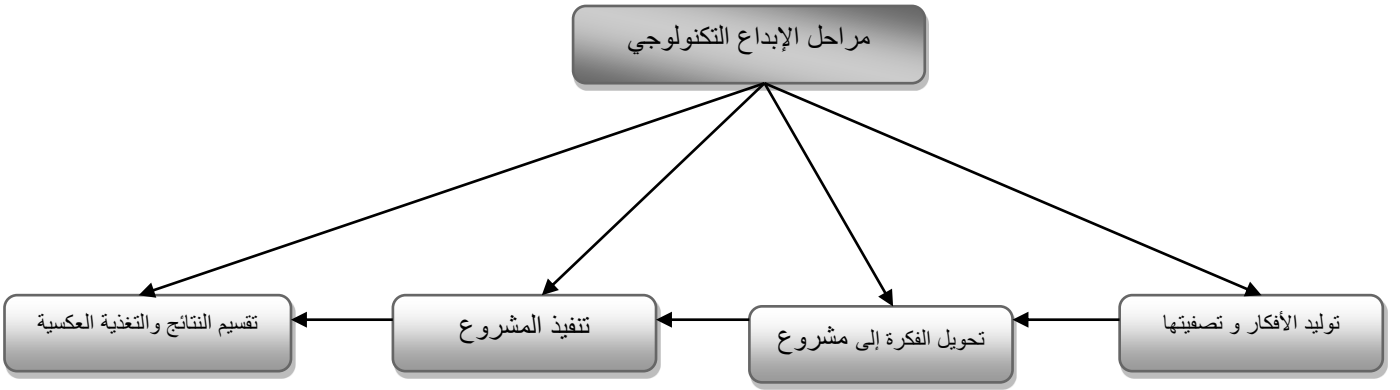 مراحل الإبداع التكنولوجي
توليد الأفكار و تصفيتها
تحويل الفكرة إلى مشروع
تنفيذ المشروع
تقسيم النتائج والتغذية العكسية